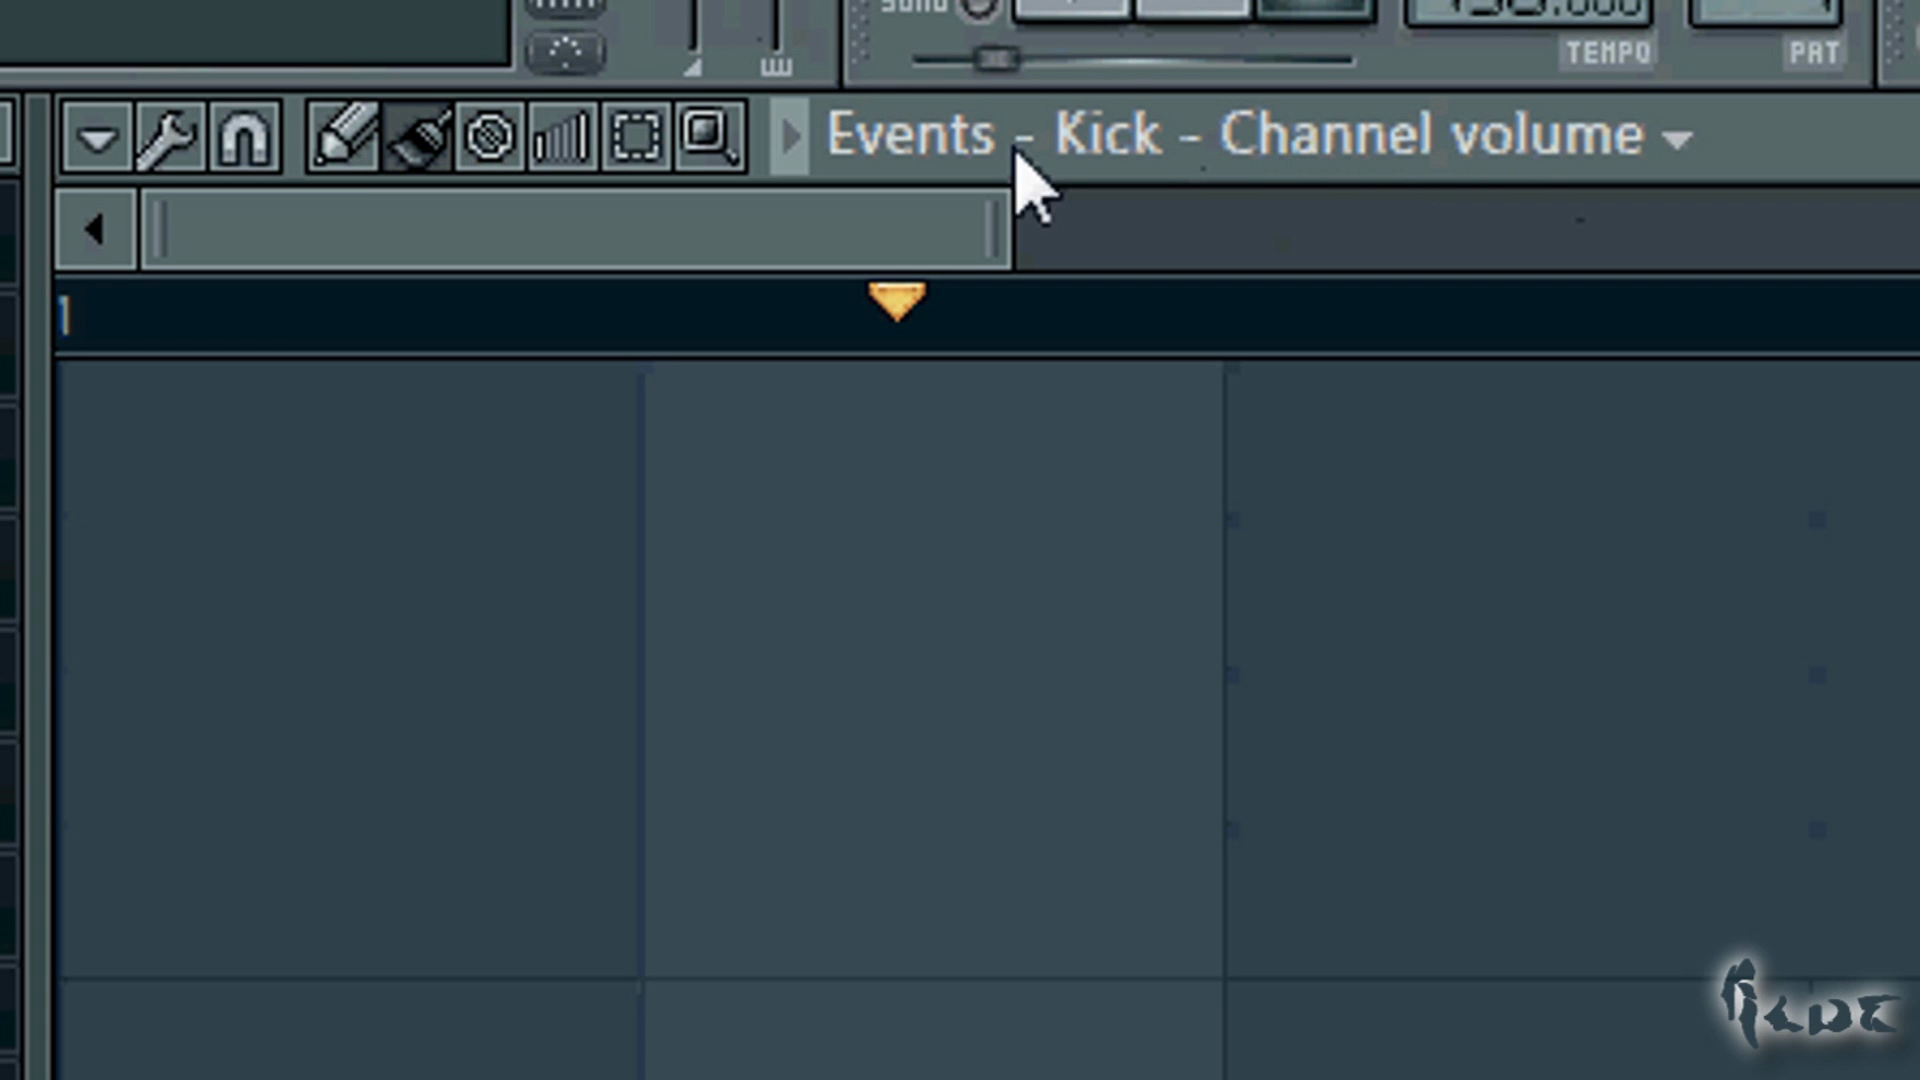 TEMPO
PAT
Events - Kick - Channel volume
1